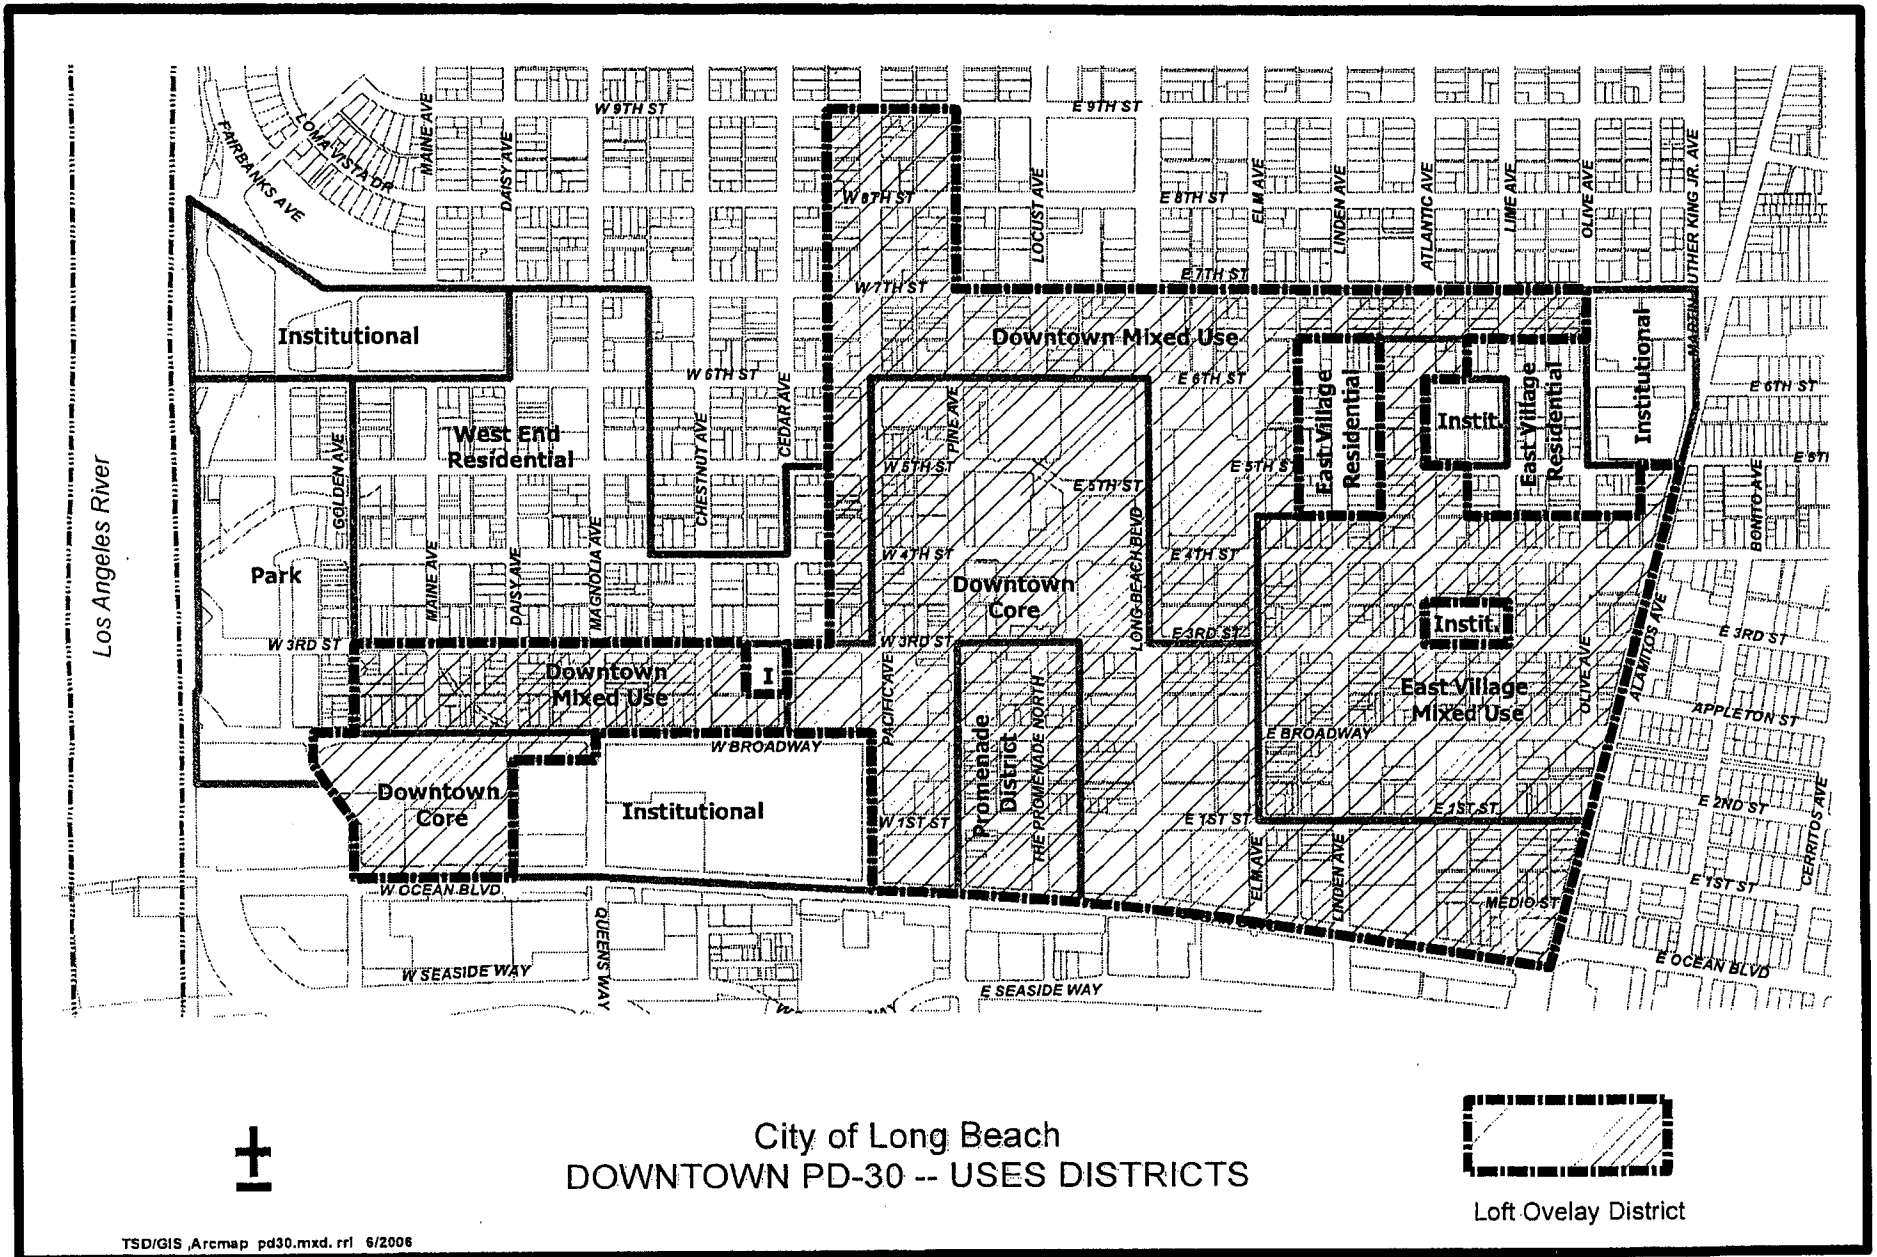 W 9TH ST
E 9TH ST
FAIRBANKS AVE
LOMA VISTA DR
MAINE AVE
DAISY AVE
W 8TH ST
LOCUST AVE
E 8TH ST
ELM AVE
LINDEN AVE
ATLANTIC AVE
LIME AVE
OLIVE AVE
MARTIN LUTHER KING JR. AVE
W 7TH ST
E 7TH ST
Institutional
Downtown Mixed Use
W 6TH ST
E 6TH ST
E 6TH ST
East Village
Residential
Instit.
East Village
Residential
Institutional
GOLDEN AVE
West End
Residential
CHESTNUT AVE
CEDAR AVE
PINE AVE
W 5TH ST
E 5TH ST
E 5TH ST
E 5TH
BONITO AVE
Los Angeles River
Park
MAINE AVE
DAISY AVE
MAGNOLIA AVE
W 4TH ST
E 4TH ST
LONG BEACH BLVD
Downtown
Core
Instit.
W 3RD ST
W 3RD ST
E 3RD ST
E 3RD ST
Downtown
Mixed Use
I
PACIFIC AVE
Promenade
District
THE PROMENADE NORTH
East Village
Mixed Use
OLIVE AVE
ALAMITOS AVE
APPLETON ST
W BROADWAY
E BROADWAY
Downtown
Core
Institutional
W 1ST ST
E 1ST ST
E 1ST ST
E 2ND ST
CERRITOS AVE
W OCEAN BLVD
ELM AVE
LINDEN AVE
MEDIO ST
E 1ST ST
QUEENS WAY
W SEASIDE WAY
E SEASIDE WAY
E OCEAN BLVD
City of Long Beach
DOWNTOWN PD-30 -- USES DISTRICTS
Loft Ovelay District
TSD/GIS ,Arcmap pd30.mxd. rrl 6/2006